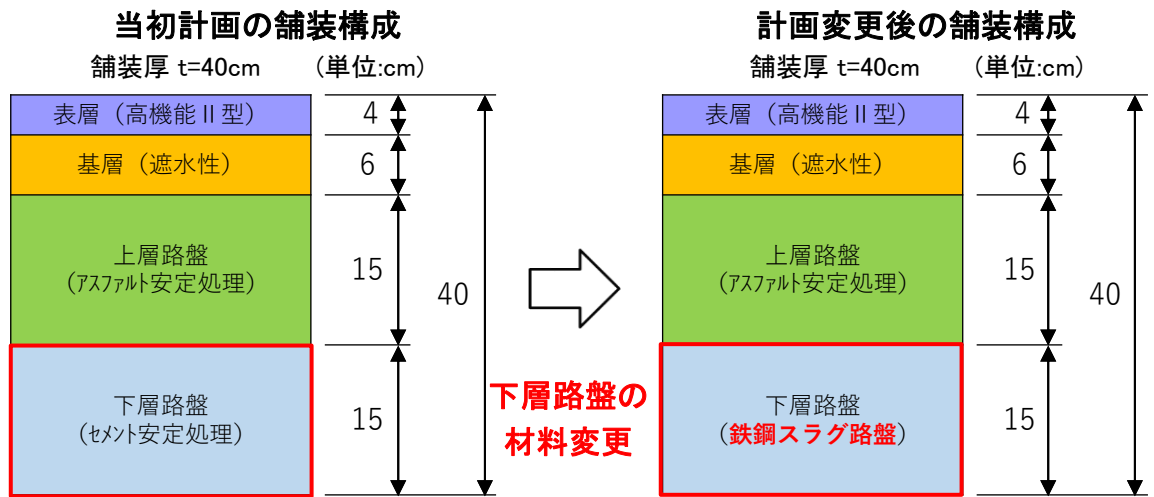 当初計画の舗装構成
舗装厚 t=40cm (単位:cm)
表層（高機能Ⅱ型）
4
基層（遮水性）
6
上層路盤
（ｱｽﾌｧﾙﾄ安定処理）
15
40
下層路盤
（ｾﾒﾝﾄ安定処理）
15
下層路盤の
材料変更
計画変更後の舗装構成
舗装厚 t=40cm (単位:cm)
表層（高機能Ⅱ型）
4
基層（遮水性）
6
上層路盤
（ｱｽﾌｧﾙﾄ安定処理）
15
40
下層路盤
（鉄鋼スラグ路盤）
15